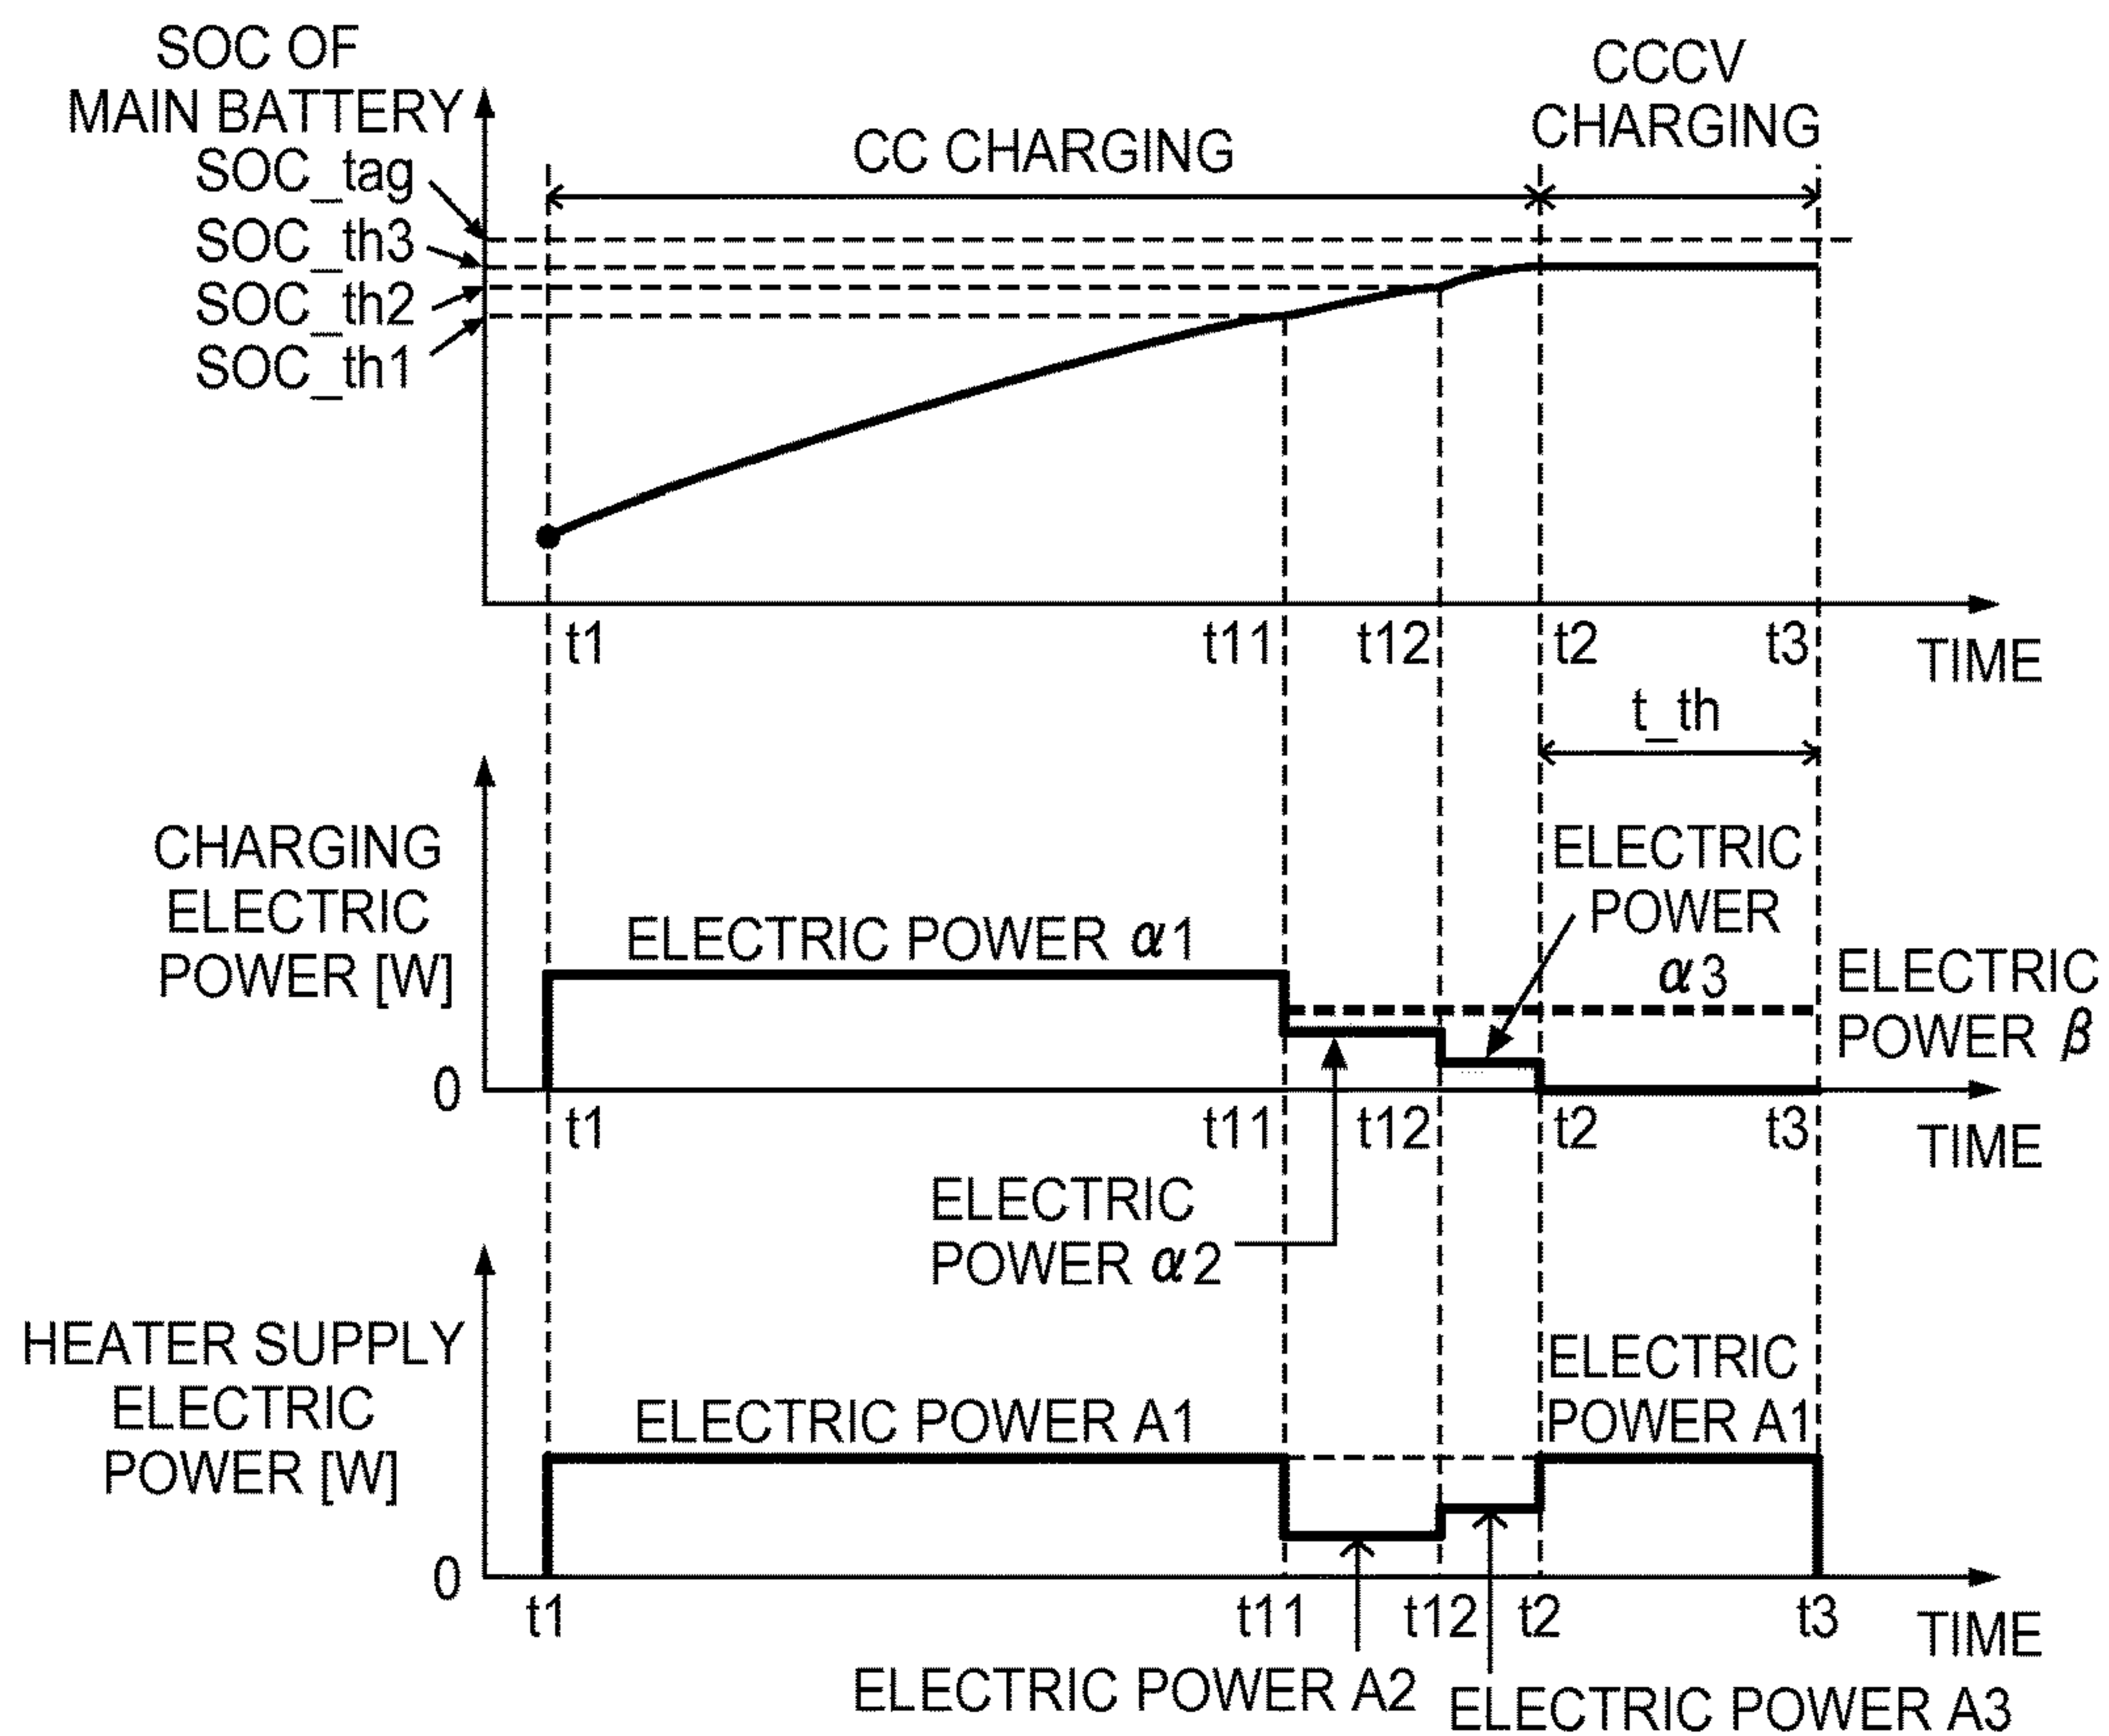 SOC OF
MAIN BATTERY
SOC_tag
SOC_th3
SOC_th2
SOC_th1
CC CHARGING
CCCV
CHARGING
t1
t11
t12
t2
t3
TIME
t_th
CHARGING
ELECTRIC
POWER [W]
ELECTRIC POWER α1
ELECTRIC
POWER
α3
ELECTRIC
POWER β
0
t1
t11
t12
t2
t3
TIME
ELECTRIC
POWER α2
HEATER SUPPLY
ELECTRIC
POWER [W]
ELECTRIC POWER A1
ELECTRIC
POWER A1
0
t1
t11
t12
t2
t3
TIME
ELECTRIC POWER A2
ELECTRIC POWER A3